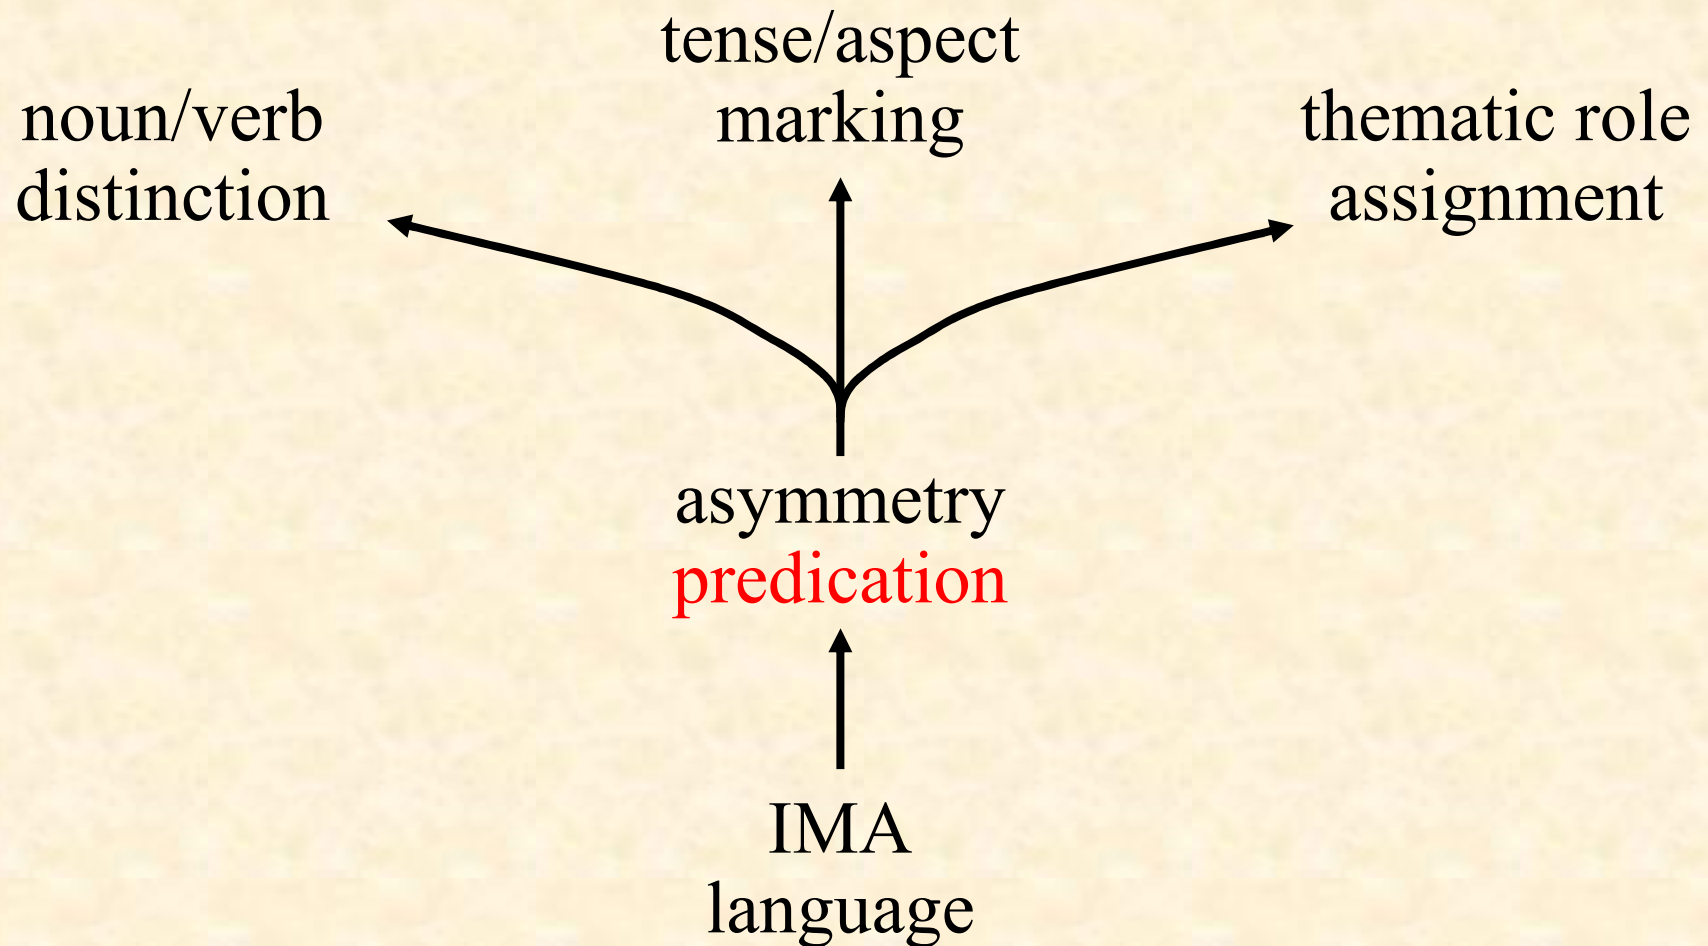 tense/aspect
marking
noun/verb
distinction
thematic role
assignment
asymmetry
predication
IMA
language